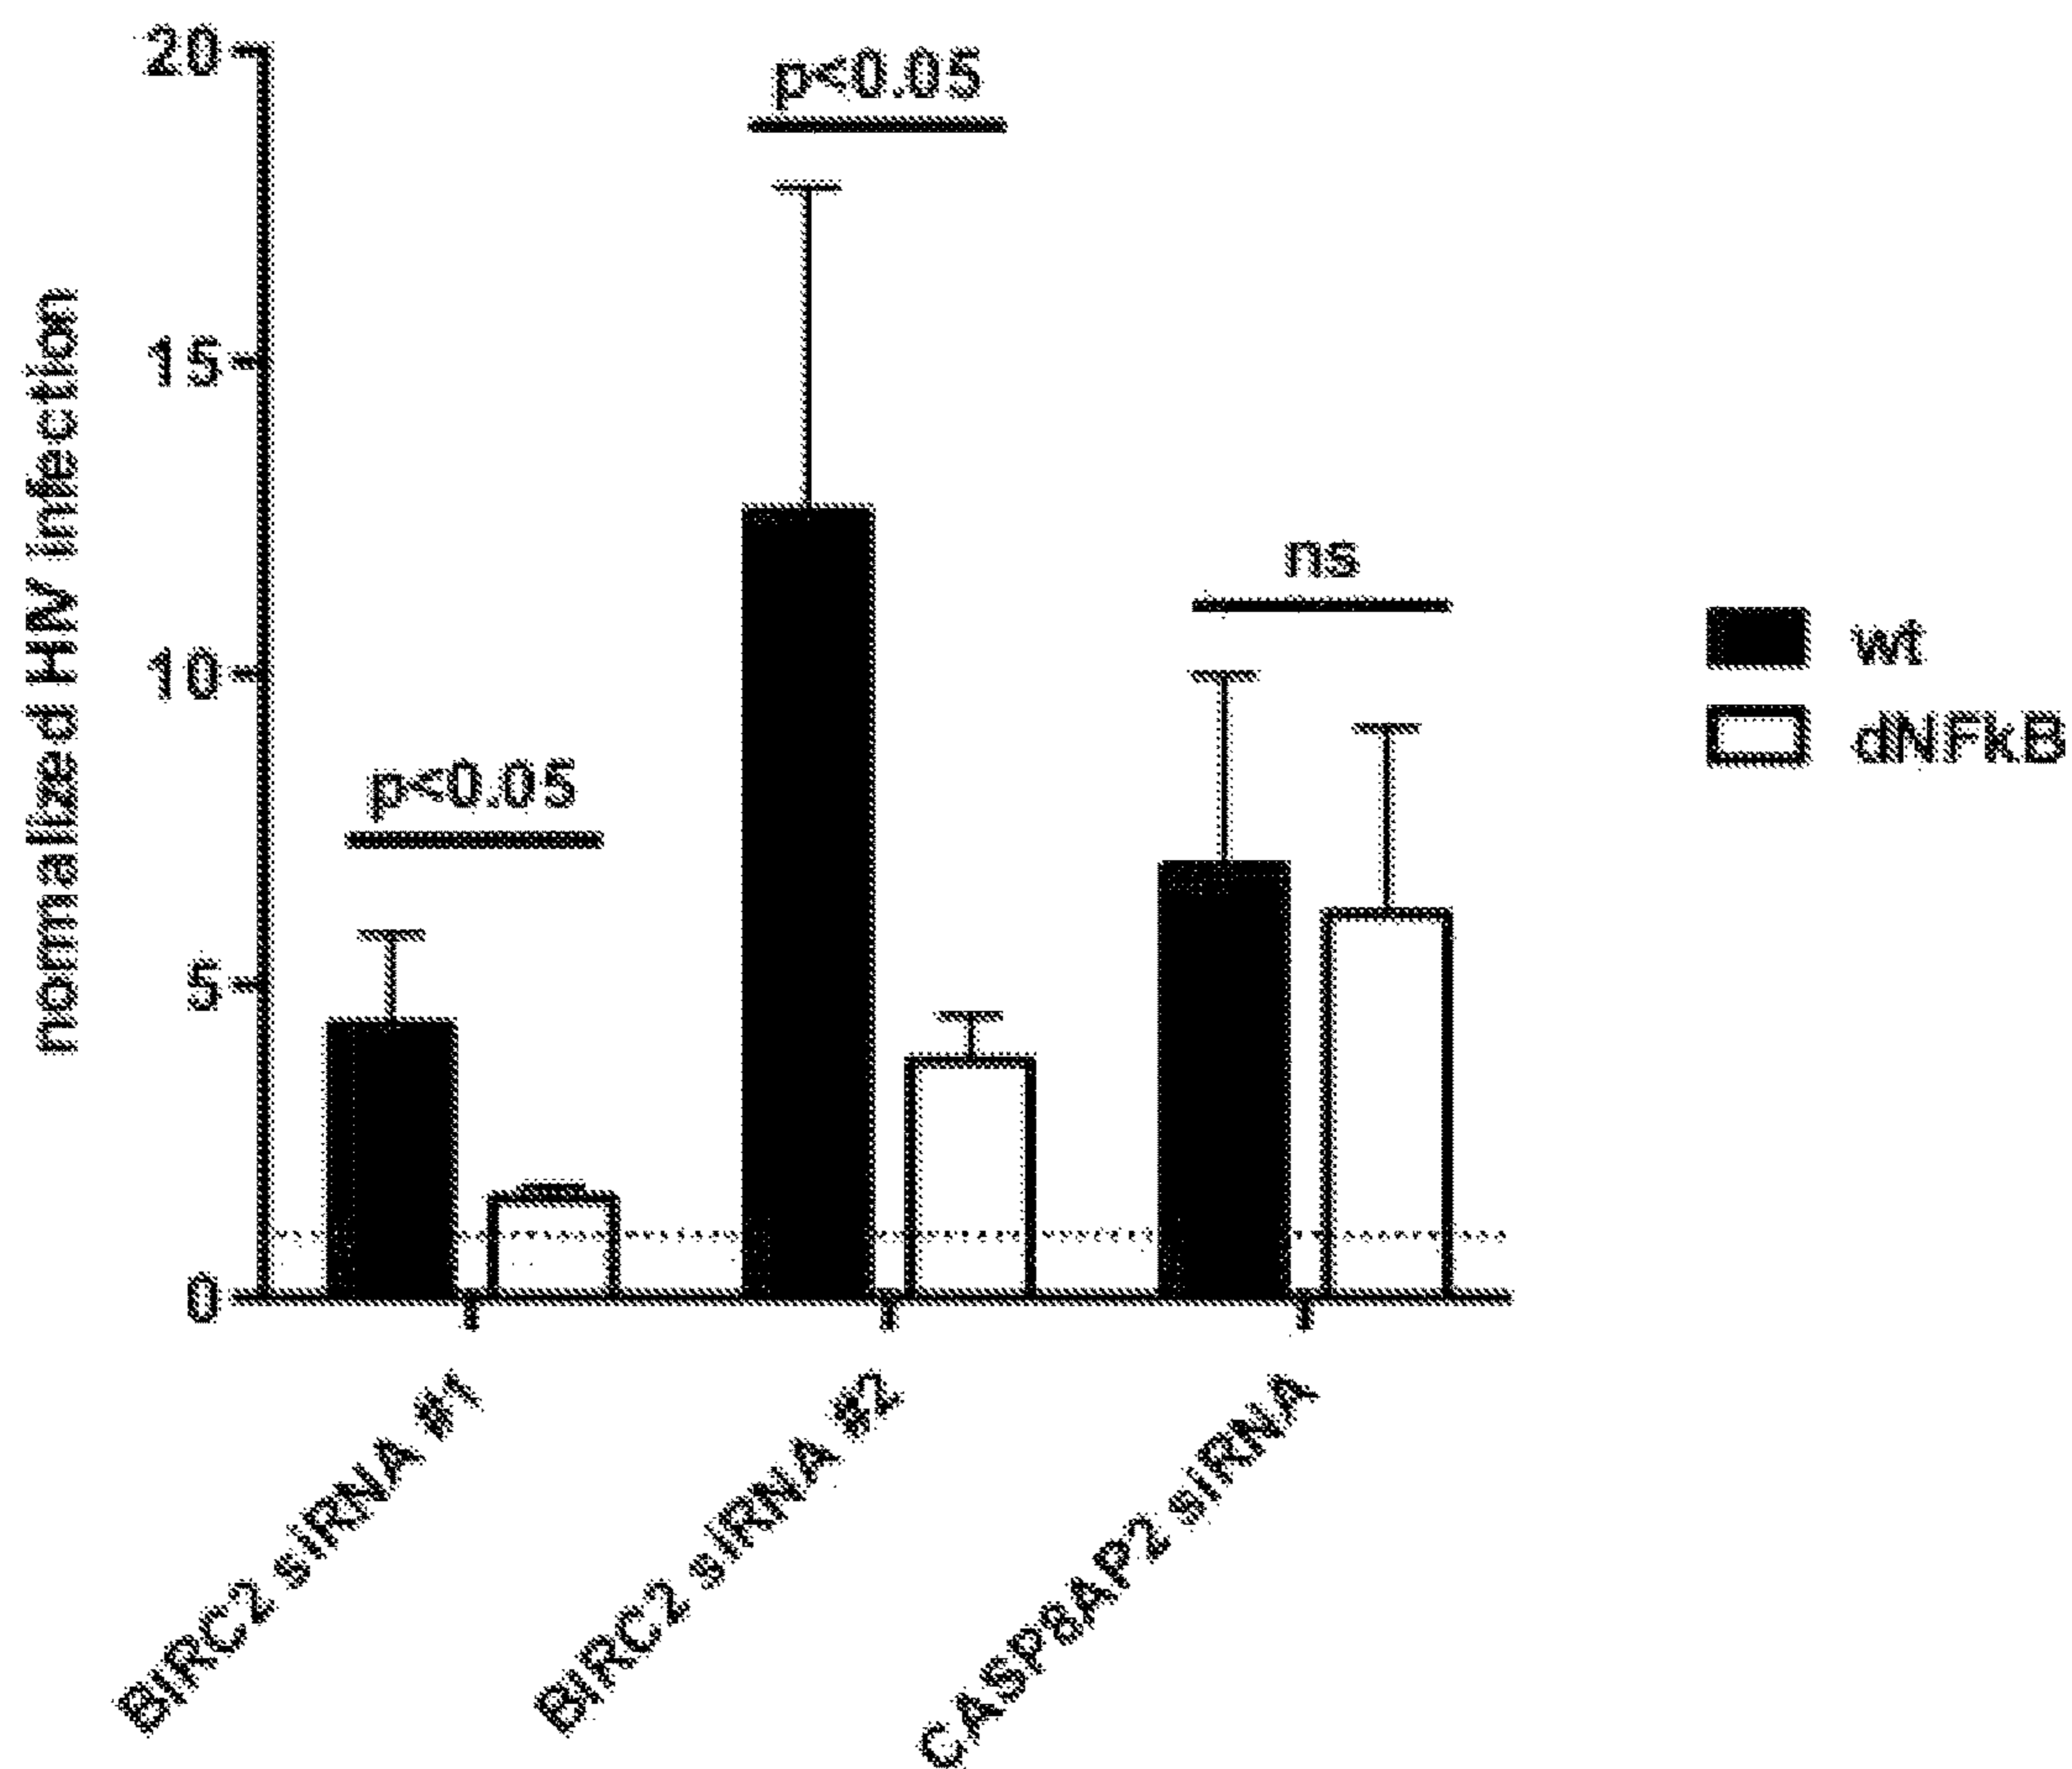 normalized HIV infection
20
15
10
5
0
p<0.05
p<0.05
ns
wt
dNFkB
BIRC2 siRNA #1
BIRC2 siRNA #2
CASP8AP2 siRNA